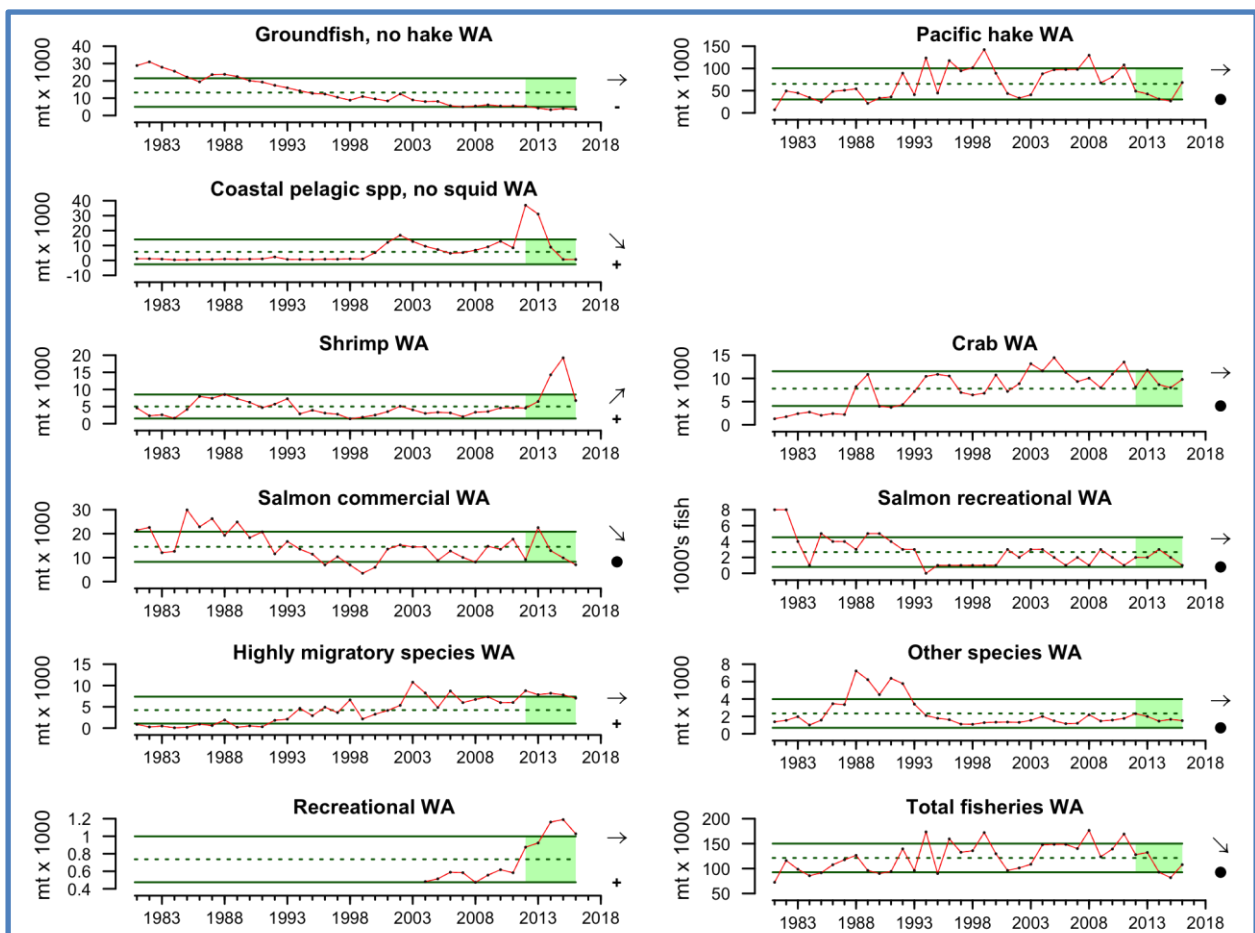 Groundfish, no hake WA
mt x 1000
40
30
20
10
0
→
-
1983 1988 1993 1998 2003 2008 2013 2018
Pacific hake WA
mt x 1000
150
100
50
0
→
●
1983 1988 1993 1998 2003 2008 2013 2018
Coastal pelagic spp, no squid WA
mt x 1000
40
30
20
10
0
-10
↘
+
1983 1988 1993 1998 2003 2008 2013 2018
Shrimp WA
mt x 1000
20
15
10
5
0
↗
+
1983 1988 1993 1998 2003 2008 2013 2018
Crab WA
mt x 1000
15
10
5
0
→
●
1983 1988 1993 1998 2003 2008 2013 2018
Salmon commercial WA
mt x 1000
30
20
10
0
↘
●
1983 1988 1993 1998 2003 2008 2013 2018
Salmon recreational WA
1000's fish
8
6
4
2
0
→
●
1983 1988 1993 1998 2003 2008 2013 2018
Highly migratory species WA
mt x 1000
15
10
5
0
→
+
1983 1988 1993 1998 2003 2008 2013 2018
Other species WA
mt x 1000
8
6
4
2
0
→
●
1983 1988 1993 1998 2003 2008 2013 2018
Recreational WA
mt x 1000
1.2
1
0.8
0.6
0.4
→
+
1983 1988 1993 1998 2003 2008 2013 2018
Total fisheries WA
mt x 1000
200
150
100
50
↘
●
1983 1988 1993 1998 2003 2008 2013 2018